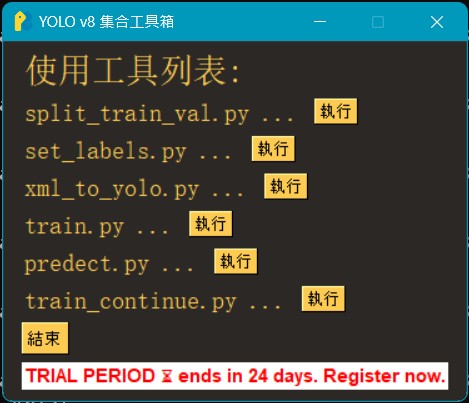 YOLO v8 集合工具箱
使用工具列表:
split_train_val.py ... 執行
set_labels.py ... 執行
xml_to_yolo.py ... 執行
train.py ... 執行
predect.py ... 執行
train_continue.py ... 執行
結束
TRIAL PERIOD ⏳ ends in 24 days. Register now.